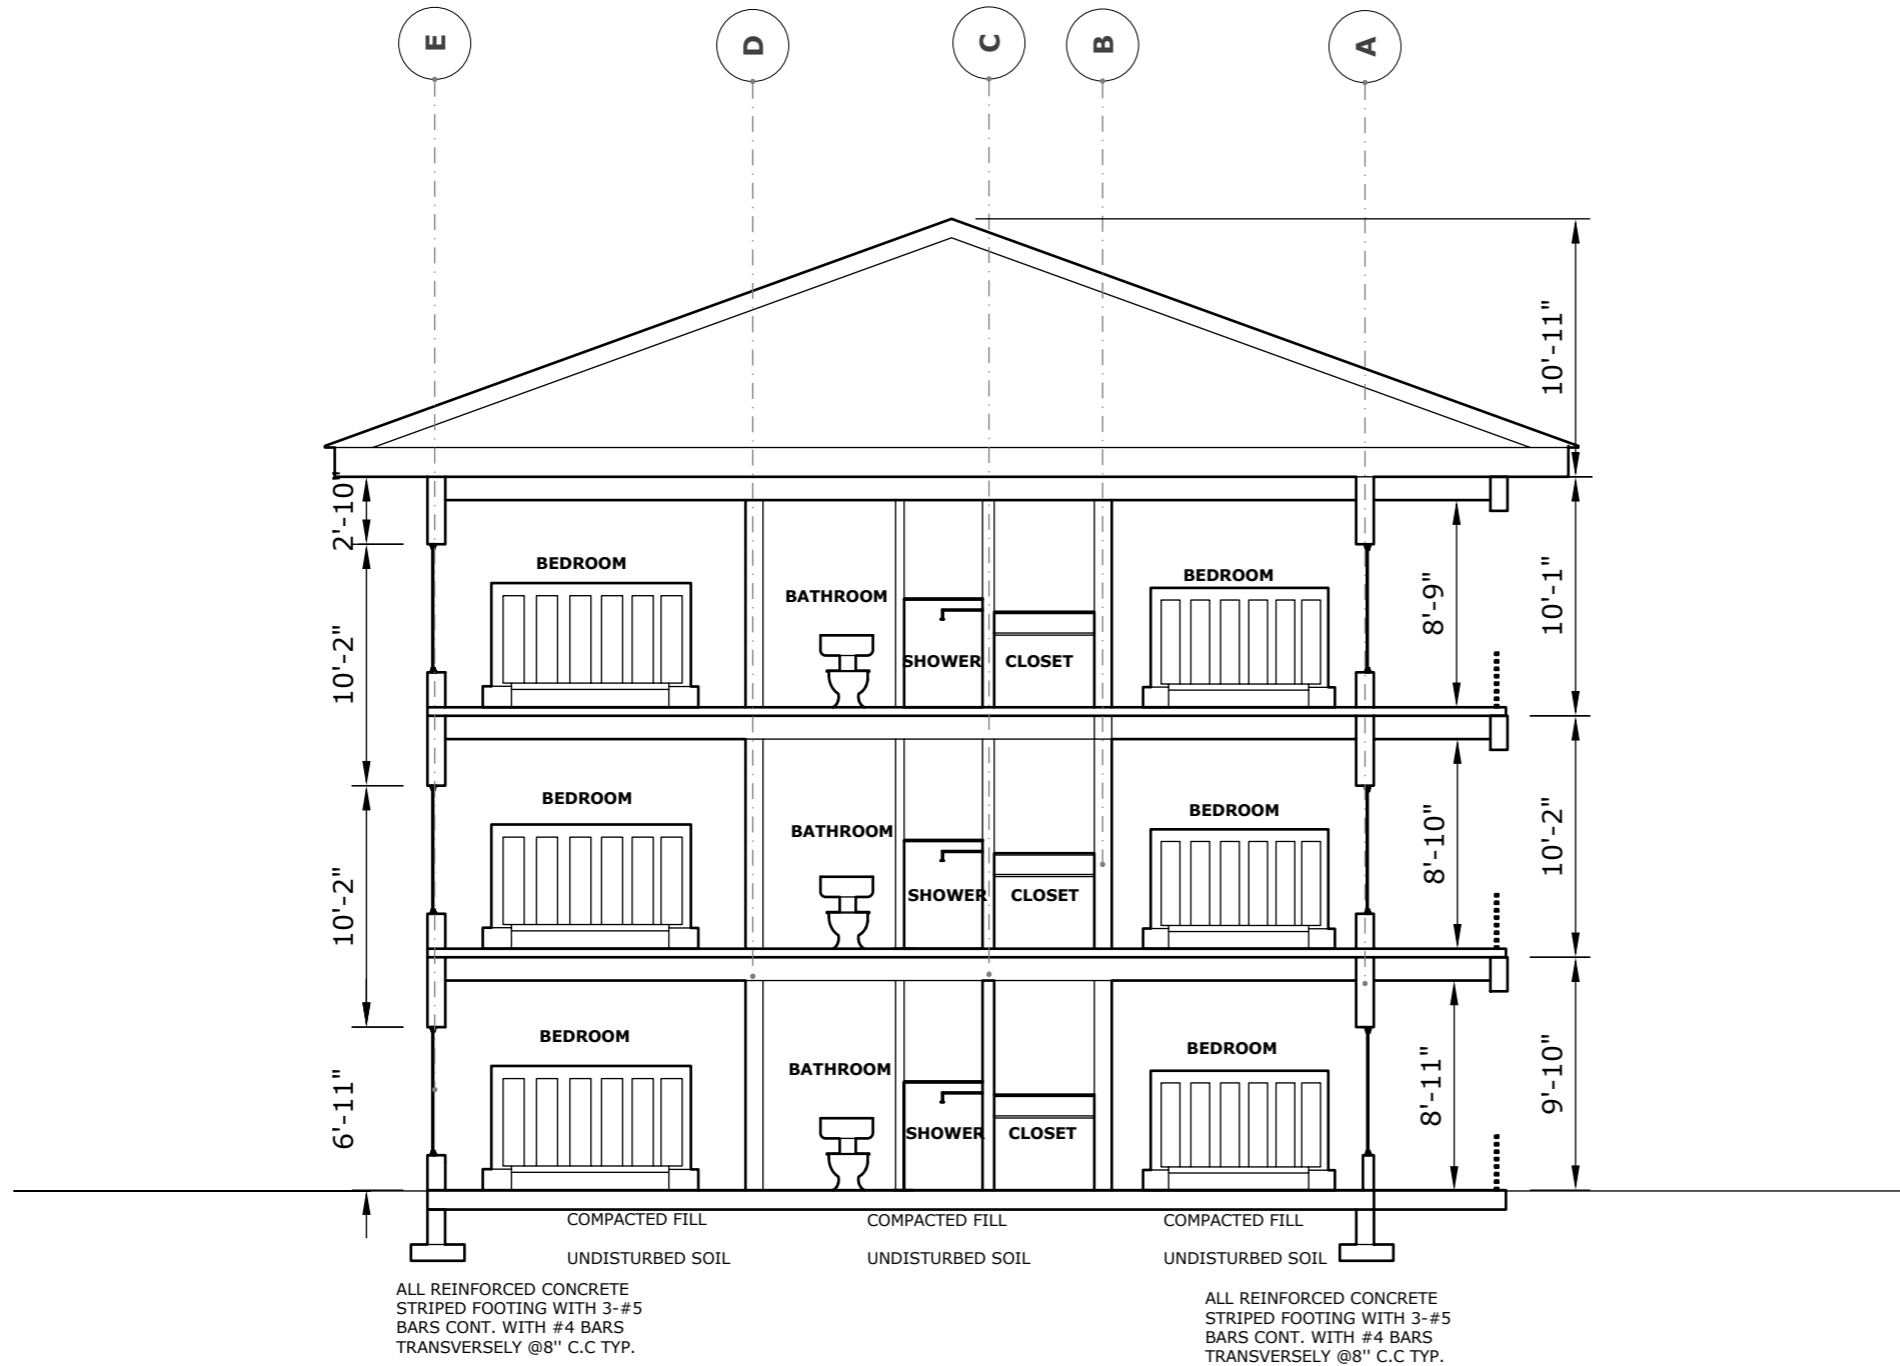 E
D
C
B
A
10'-11"
2'-10"
10'-2"
10'-2"
6'-11"
BEDROOM
BATHROOM
SHOWER
CLOSET
BEDROOM
8'-9"
10'-1"
BEDROOM
BATHROOM
SHOWER
CLOSET
BEDROOM
8'-10"
10'-2"
BEDROOM
BATHROOM
SHOWER
CLOSET
BEDROOM
8'-11"
9'-10"
COMPACTED FILL
COMPACTED FILL
COMPACTED FILL
UNDISTURBED SOIL
UNDISTURBED SOIL
UNDISTURBED SOIL
ALL REINFORCED CONCRETE
STRIPED FOOTING WITH 3-#5
BARS CONT. WITH #4 BARS
TRANSVERSELY @8'' C.C TYP.
ALL REINFORCED CONCRETE
STRIPED FOOTING WITH 3-#5
BARS CONT. WITH #4 BARS
TRANSVERSELY @8'' C.C TYP.